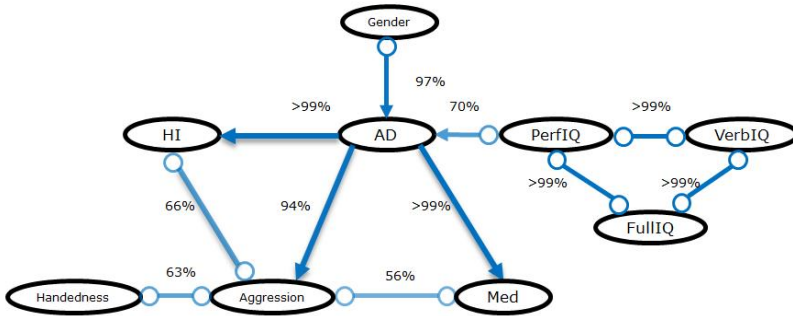 Gender
97%
>99%
70%
>99%
HI
AD
PerfIQ
VerbIQ
>99%
>99%
66%
94%
>99%
FullIQ
63%
56%
Handedness
Aggression
Med